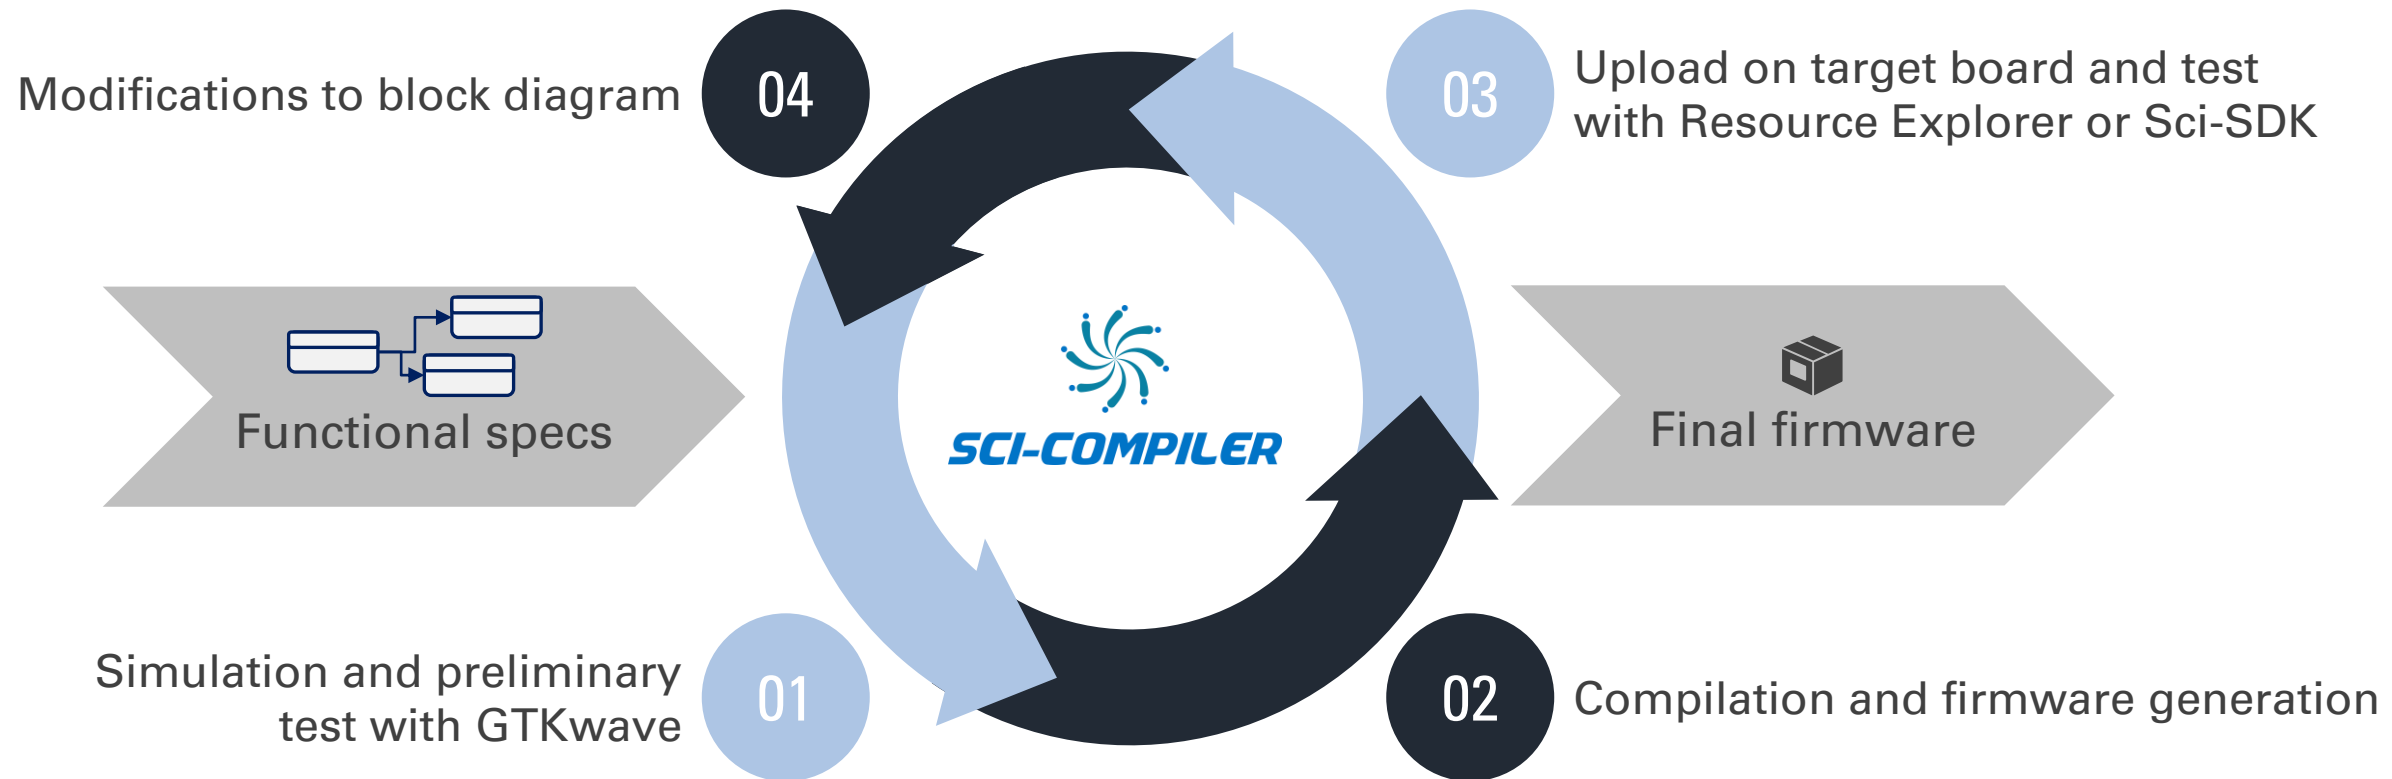 Modifications to block diagram
04
03
Upload on target board and test
with Resource Explorer or Sci-SDK
Functional specs
SCI-COMPILER
Final firmware
Simulation and preliminary
test with GTKwave
01
02
Compilation and firmware generation